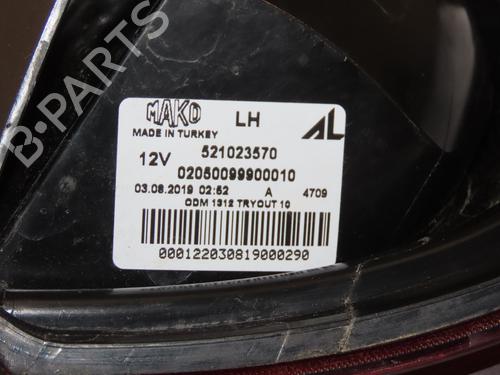 B-PARTS
MAKO LH AL
MADE IN TURKEY
12V 521023570
02050099900010
03.08.2019 02:52 A 4709
ODM 1312 TRYOUT 10
000122030819000290